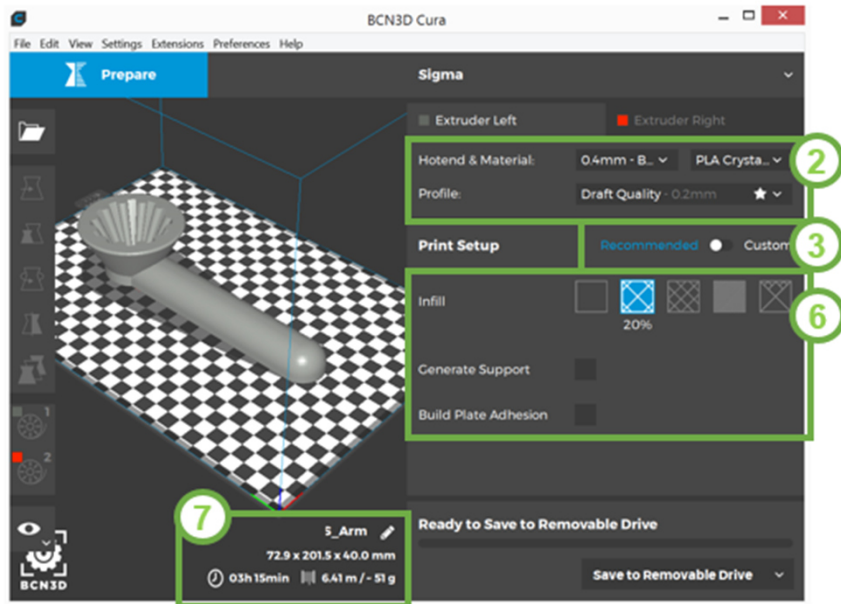 BCN3D Cura
File Edit View Settings Extensions Preferences Help
Prepare
Sigma
Extruder Left
Extruder Right
Hotend & Material:
0.4mm - B...
PLA Crysta...
2
Profile:
Draft Quality - 0.2mm
Print Setup
Recommended
Custom
3
Infill
20%
6
Generate Support
Build Plate Adhesion
1
2
7
S_Arm
72.9 x 201.5 x 40.0 mm
03h 15min
6.41 m / ~ 51 g
BCN3D
Ready to Save to Removable Drive
Save to Removable Drive